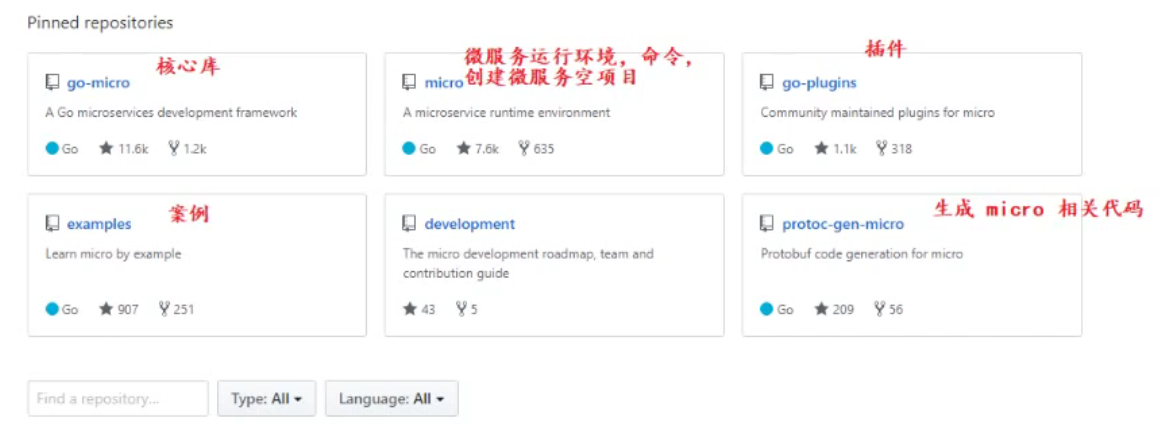 Pinned repositories
核心库
go-micro
A Go microservices development framework
Go 11.6k 1.2k
微服务运行环境，命令，
创建微服务空项目
micro
A microservice runtime environment
Go 7.6k 635
插件
go-plugins
Community maintained plugins for micro
Go 1.1k 318
案例
examples
Learn micro by example
Go 907 251
development
The micro development roadmap, team and
contribution guide
43 5
生成 micro 相关代码
protoc-gen-micro
Protobuf code generation for micro
Go 209 56
Find a repository...
Type: All
Language: All